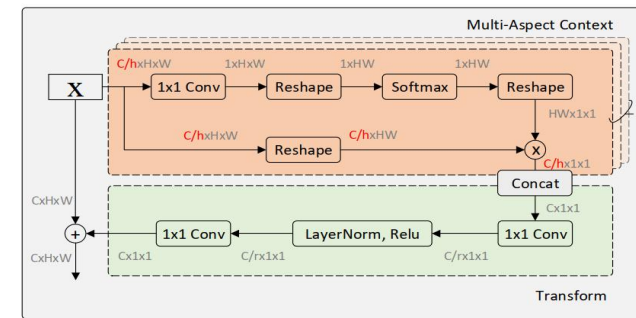 Multi-Aspect Context
C/hxHxW 1xHxW 1xHW 1xHW
X 1x1 Conv Reshape Softmax Reshape
HWx1x1
C/hxHxW Reshape C/hxHW x
C/hx1x1
Concat
CxHxW Cx1x1
+ 1x1 Conv LayerNorm, Relu 1x1 Conv
CxHxW Cx1x1 C/rx1x1 C/rx1x1
Transform